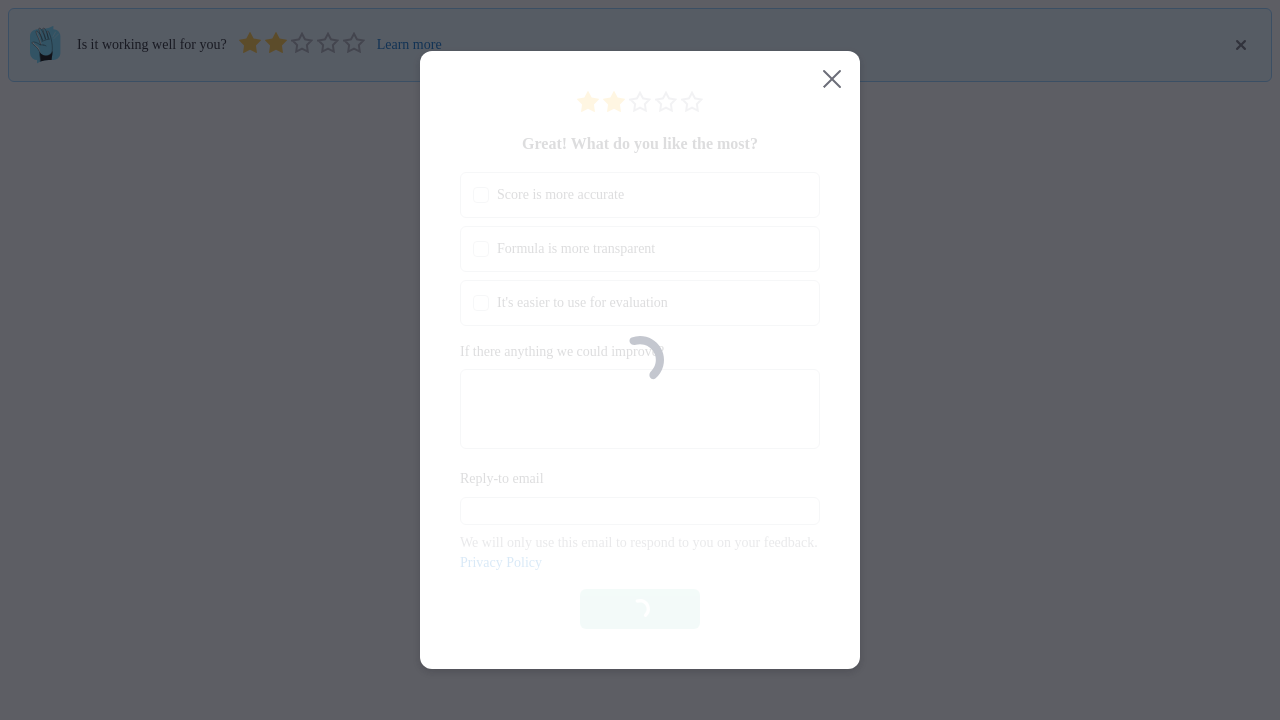 Is it working well for you?
Learn more
Great! What do you like the most?
Score is more accurate
Formula is more transparent
It's easier to use for evaluation
If there anything we could improve?
Reply-to email
We will only use this email to respond to you on your feedback.
Privacy Policy